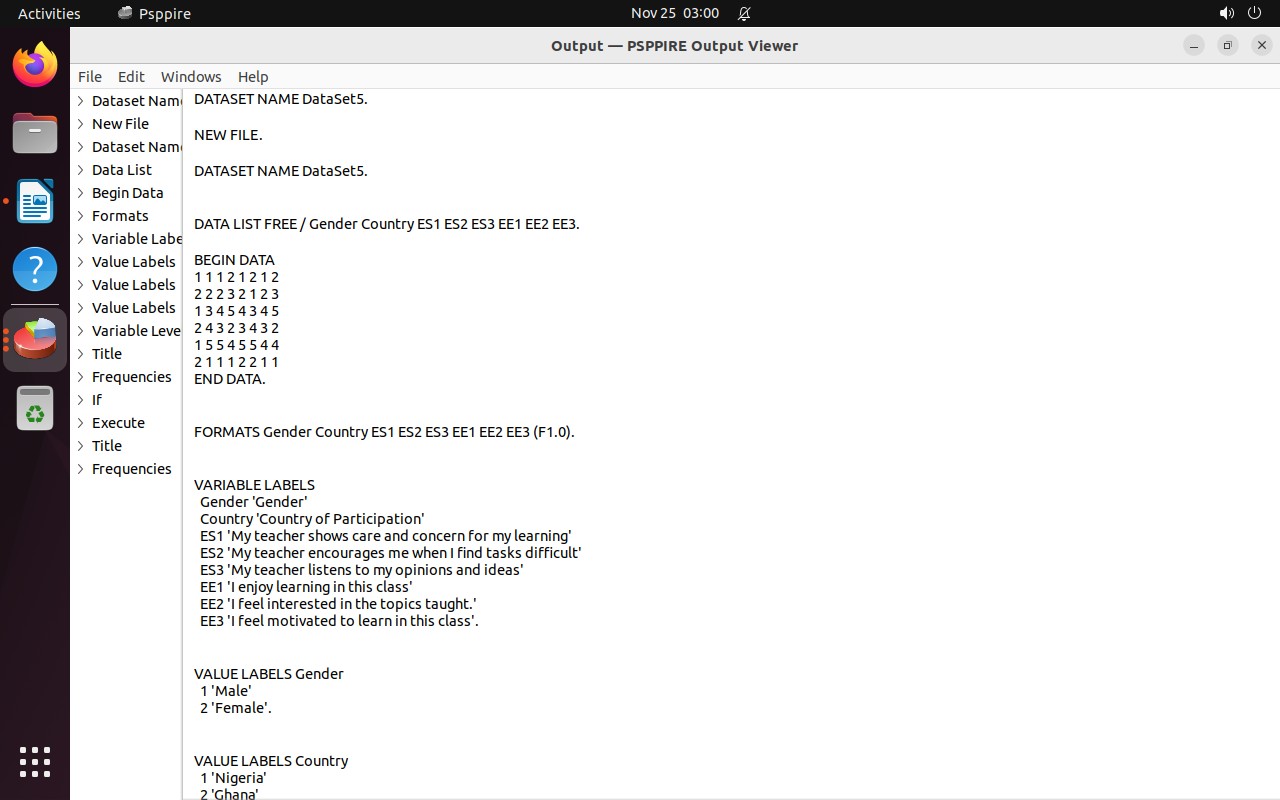 Activities
Psppire
Nov 25 03:00
Output — PSPPIRE Output Viewer
File
Edit
Windows
Help
Dataset Nam
New File
Dataset Nam
Data List
Begin Data
Formats
Variable Labe
Value Labels
Value Labels
Value Labels
Variable Leve
Title
Frequencies
If
Execute
Title
Frequencies
DATASET NAME DataSet5.
NEW FILE.
DATASET NAME DataSet5.
DATA LIST FREE / Gender Country ES1 ES2 ES3 EE1 EE2 EE3.
BEGIN DATA
1 1 1 2 1 2 1 2
2 2 2 3 2 1 2 3
1 3 4 5 4 3 4 5
2 4 3 2 3 4 3 2
1 5 5 4 5 5 4 4
2 1 1 1 2 2 1 1
END DATA.
FORMATS Gender Country ES1 ES2 ES3 EE1 EE2 EE3 (F1.0).
VARIABLE LABELS
Gender 'Gender'
Country 'Country of Participation'
ES1 'My teacher shows care and concern for my learning'
ES2 'My teacher encourages me when I find tasks difficult'
ES3 'My teacher listens to my opinions and ideas'
EE1 'I enjoy learning in this class'
EE2 'I feel interested in the topics taught.'
EE3 'I feel motivated to learn in this class'.
VALUE LABELS Gender
1 'Male'
2 'Female'.
VALUE LABELS Country
1 'Nigeria'
2 'Ghana'